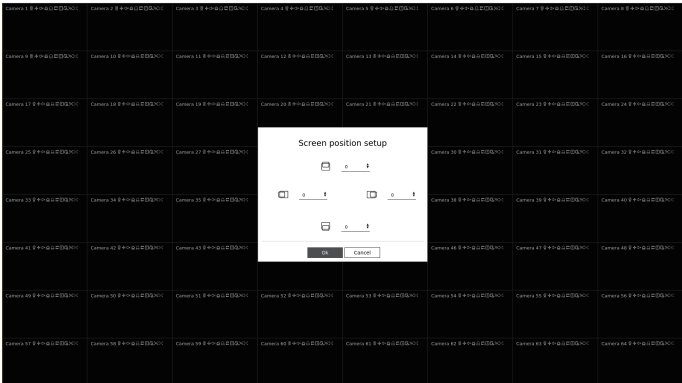 Camera 1 Camera 2 Camera 3 Camera 4 Camera 5 Camera 6 Camera 7 Camera 8
Camera 9 Camera 10 Camera 11 Camera 12 Camera 13 Camera 14 Camera 15 Camera 16
Camera 17 Camera 18 Camera 19 Camera 20 Camera 21 Camera 22 Camera 23 Camera 24
Screen position setup
0
Camera 25 Camera 26 Camera 27 Camera 30 Camera 31 Camera 32
0 0
Camera 33 Camera 34 Camera 35 Camera 38 Camera 39 Camera 40
0
Camera 41 Camera 42 Camera 43 Camera 46 Camera 47 Camera 48
Ok Cancel
Camera 49 Camera 50 Camera 51 Camera 52 Camera 53 Camera 54 Camera 55 Camera 56
Camera 57 Camera 58 Camera 59 Camera 60 Camera 61 Camera 62 Camera 63 Camera 64